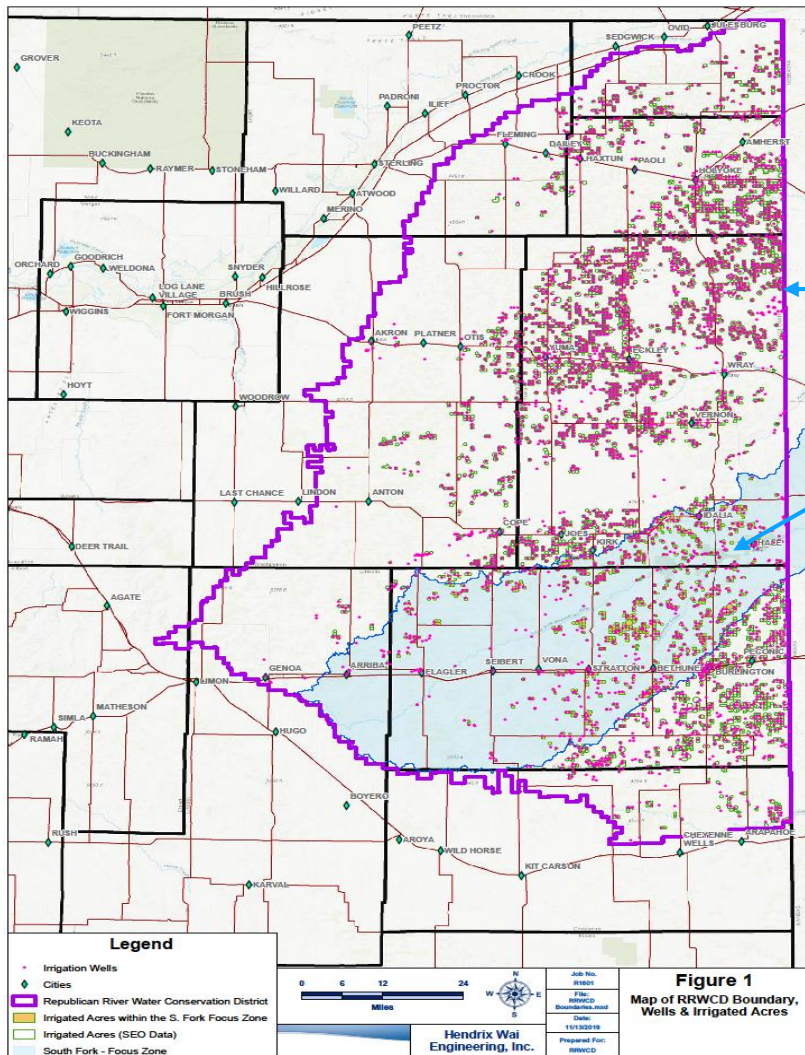 PEETZ
OVID
JULESBURG
SEDGWICK
GROVER
CROOK
PROCTOR
PADRONI
ILIFF
KEOTA
FLEMING
DAILEY
AMHERST
HAXTUN
PAOLI
BUCKINGHAM
RAYMER
STONEHAM
STERLING
HOLYOKE
WILLARD
ATWOOD
MERINO
GOODRICH
ORCHARD
WELDONA
SNYDER
HILLROSE
LOG LANE
VILLAGE
BRUSH
WIGGINS
FORT MORGAN
AKRON
PLATNER
OTIS
YUMA
ECKLEY
WRAY
HOYT
WOODROW
VERNON
LAST CHANCE
LINDON
ANTON
COPE
JOES
KIRK
DEER TRAIL
AGATE
PECONIC
GENOA
ARRIBA
FLAGLER
SEIBERT
VONA
STRATTON
BETHUNE
BURLINGTON
LIMON
MATHESON
SIMLA
RAMAH
HUGO
BOYERO
RUSH
AROYA
WILD HORSE
CHEYENNE
WELLS
ARAPAHOE
KIT CARSON
KARVAL
Legend
Irrigation Wells
Cities
Republican River Water Conservation District
Irrigated Acres within the S. Fork Focus Zone
Irrigated Acres (SEO Data)
South Fork - Focus Zone
0 6 12 24
Miles
N
W E
S
Hendrix Wai
Engineering, Inc.
Job No.
R1601
File:
RRWCD
Boundaries.mxd
Date:
11/13/2019
Prepared For:
RRWCD
Figure 1
Map of RRWCD Boundary,
Wells & Irrigated Acres